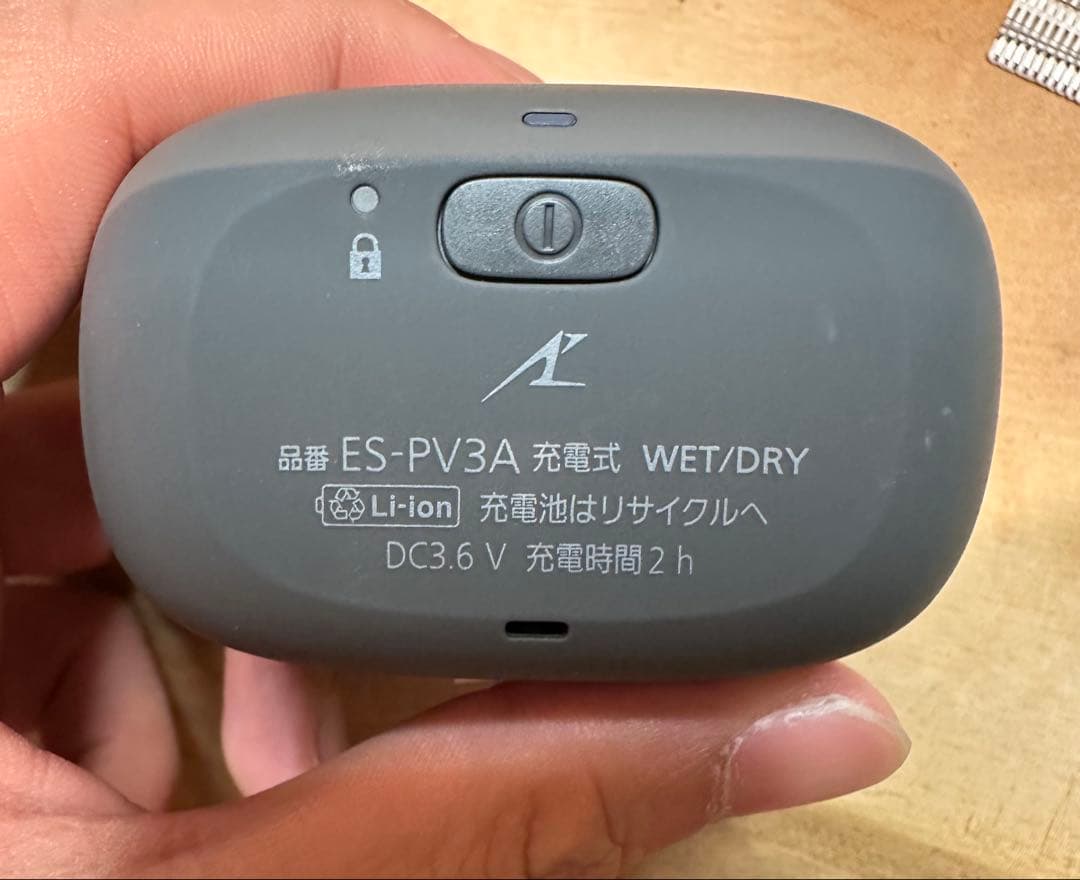 品番 ES-PV3A 充電式 WET/DRY
Li-ion 充電池はリサイクルへ
DC3.6 V 充電時間2 h